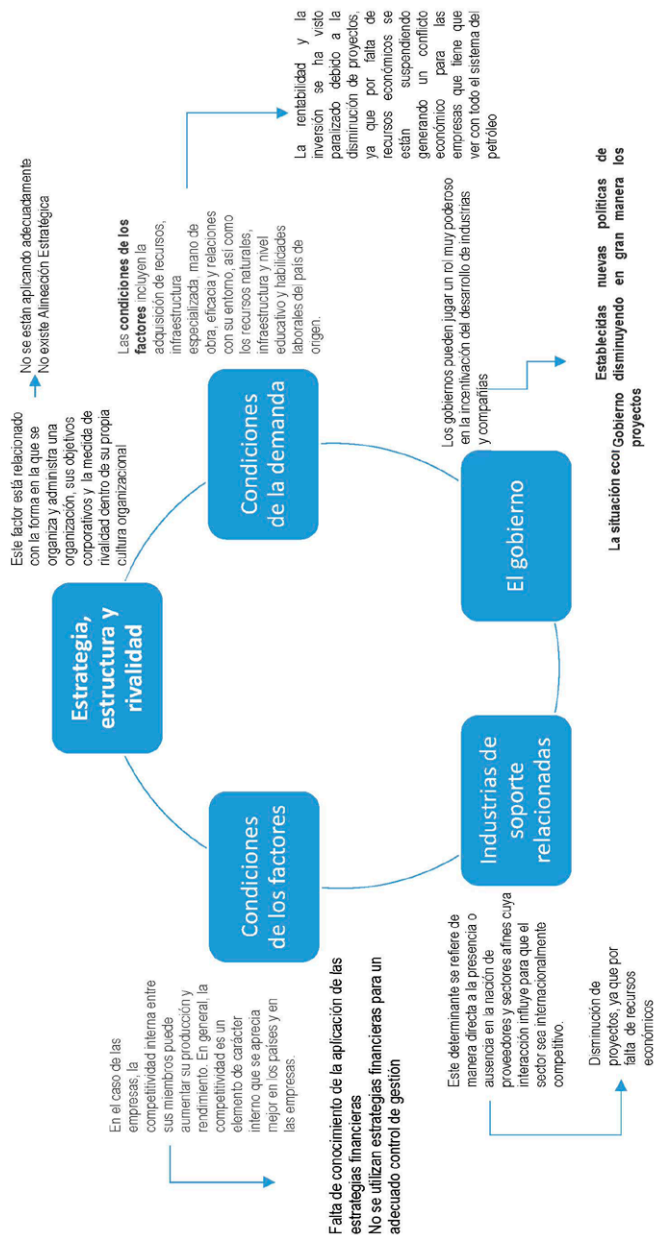 Este factor está relacionado
con la forma en la que se
organiza y administra una
organización, sus objetivos
corporativos y la medida de
rivalidad dentro de su propia
cultura organizacional
No se están aplicando adecuadamente
No existe Alineación Estratégica
Estrategia,
estructura y
rivalidad
Condiciones
de la demanda
Las condiciones de los
factores incluyen la
adquisición de recursos,
infraestructura
especializada, mano de
obra, eficacia y relaciones
con su entorno, así como
los recursos naturales,
infraestructura y nivel
educativo y habilidades
laborales del país de
origen.
La rentabilidad y la
inversión se ha visto
paralizado debido a la
disminución de proyectos,
ya que por falta de
recursos económicos se
están suspendiendo
generando un conflicto
económico para las
empresas que tiene que
ver con todo el sistema del
petróleo
El gobierno
Los gobiernos pueden jugar un rol muy poderoso
en la incentivación del desarrollo de industrias
y compañías
Establecidas nuevas políticas de
La situación econ Gobierno disminuyendo en gran manera los
proyectos
Industrias de
soporte
relacionadas
Este determinante se refiere de
manera directa a la presencia o
ausencia en la nación de
proveedores y sectores afines cuya
interacción influye para que el
sector sea internacionalmente
competitivo.
Disminución de
proyectos, ya que por
falta de recursos
económicos
Condiciones
de los factores
En el caso de las
empresas, la
competitividad interna entre
sus miembros puede
aumentar su producción y
rendimiento. En general, la
competitividad es un
elemento de carácter
interno que se aprecia
mejor en los países y en
las empresas.
Falta de conocimiento de la aplicación de las
estrategias financieras
No se utilizan estrategias financieras para un
adecuado control de gestión